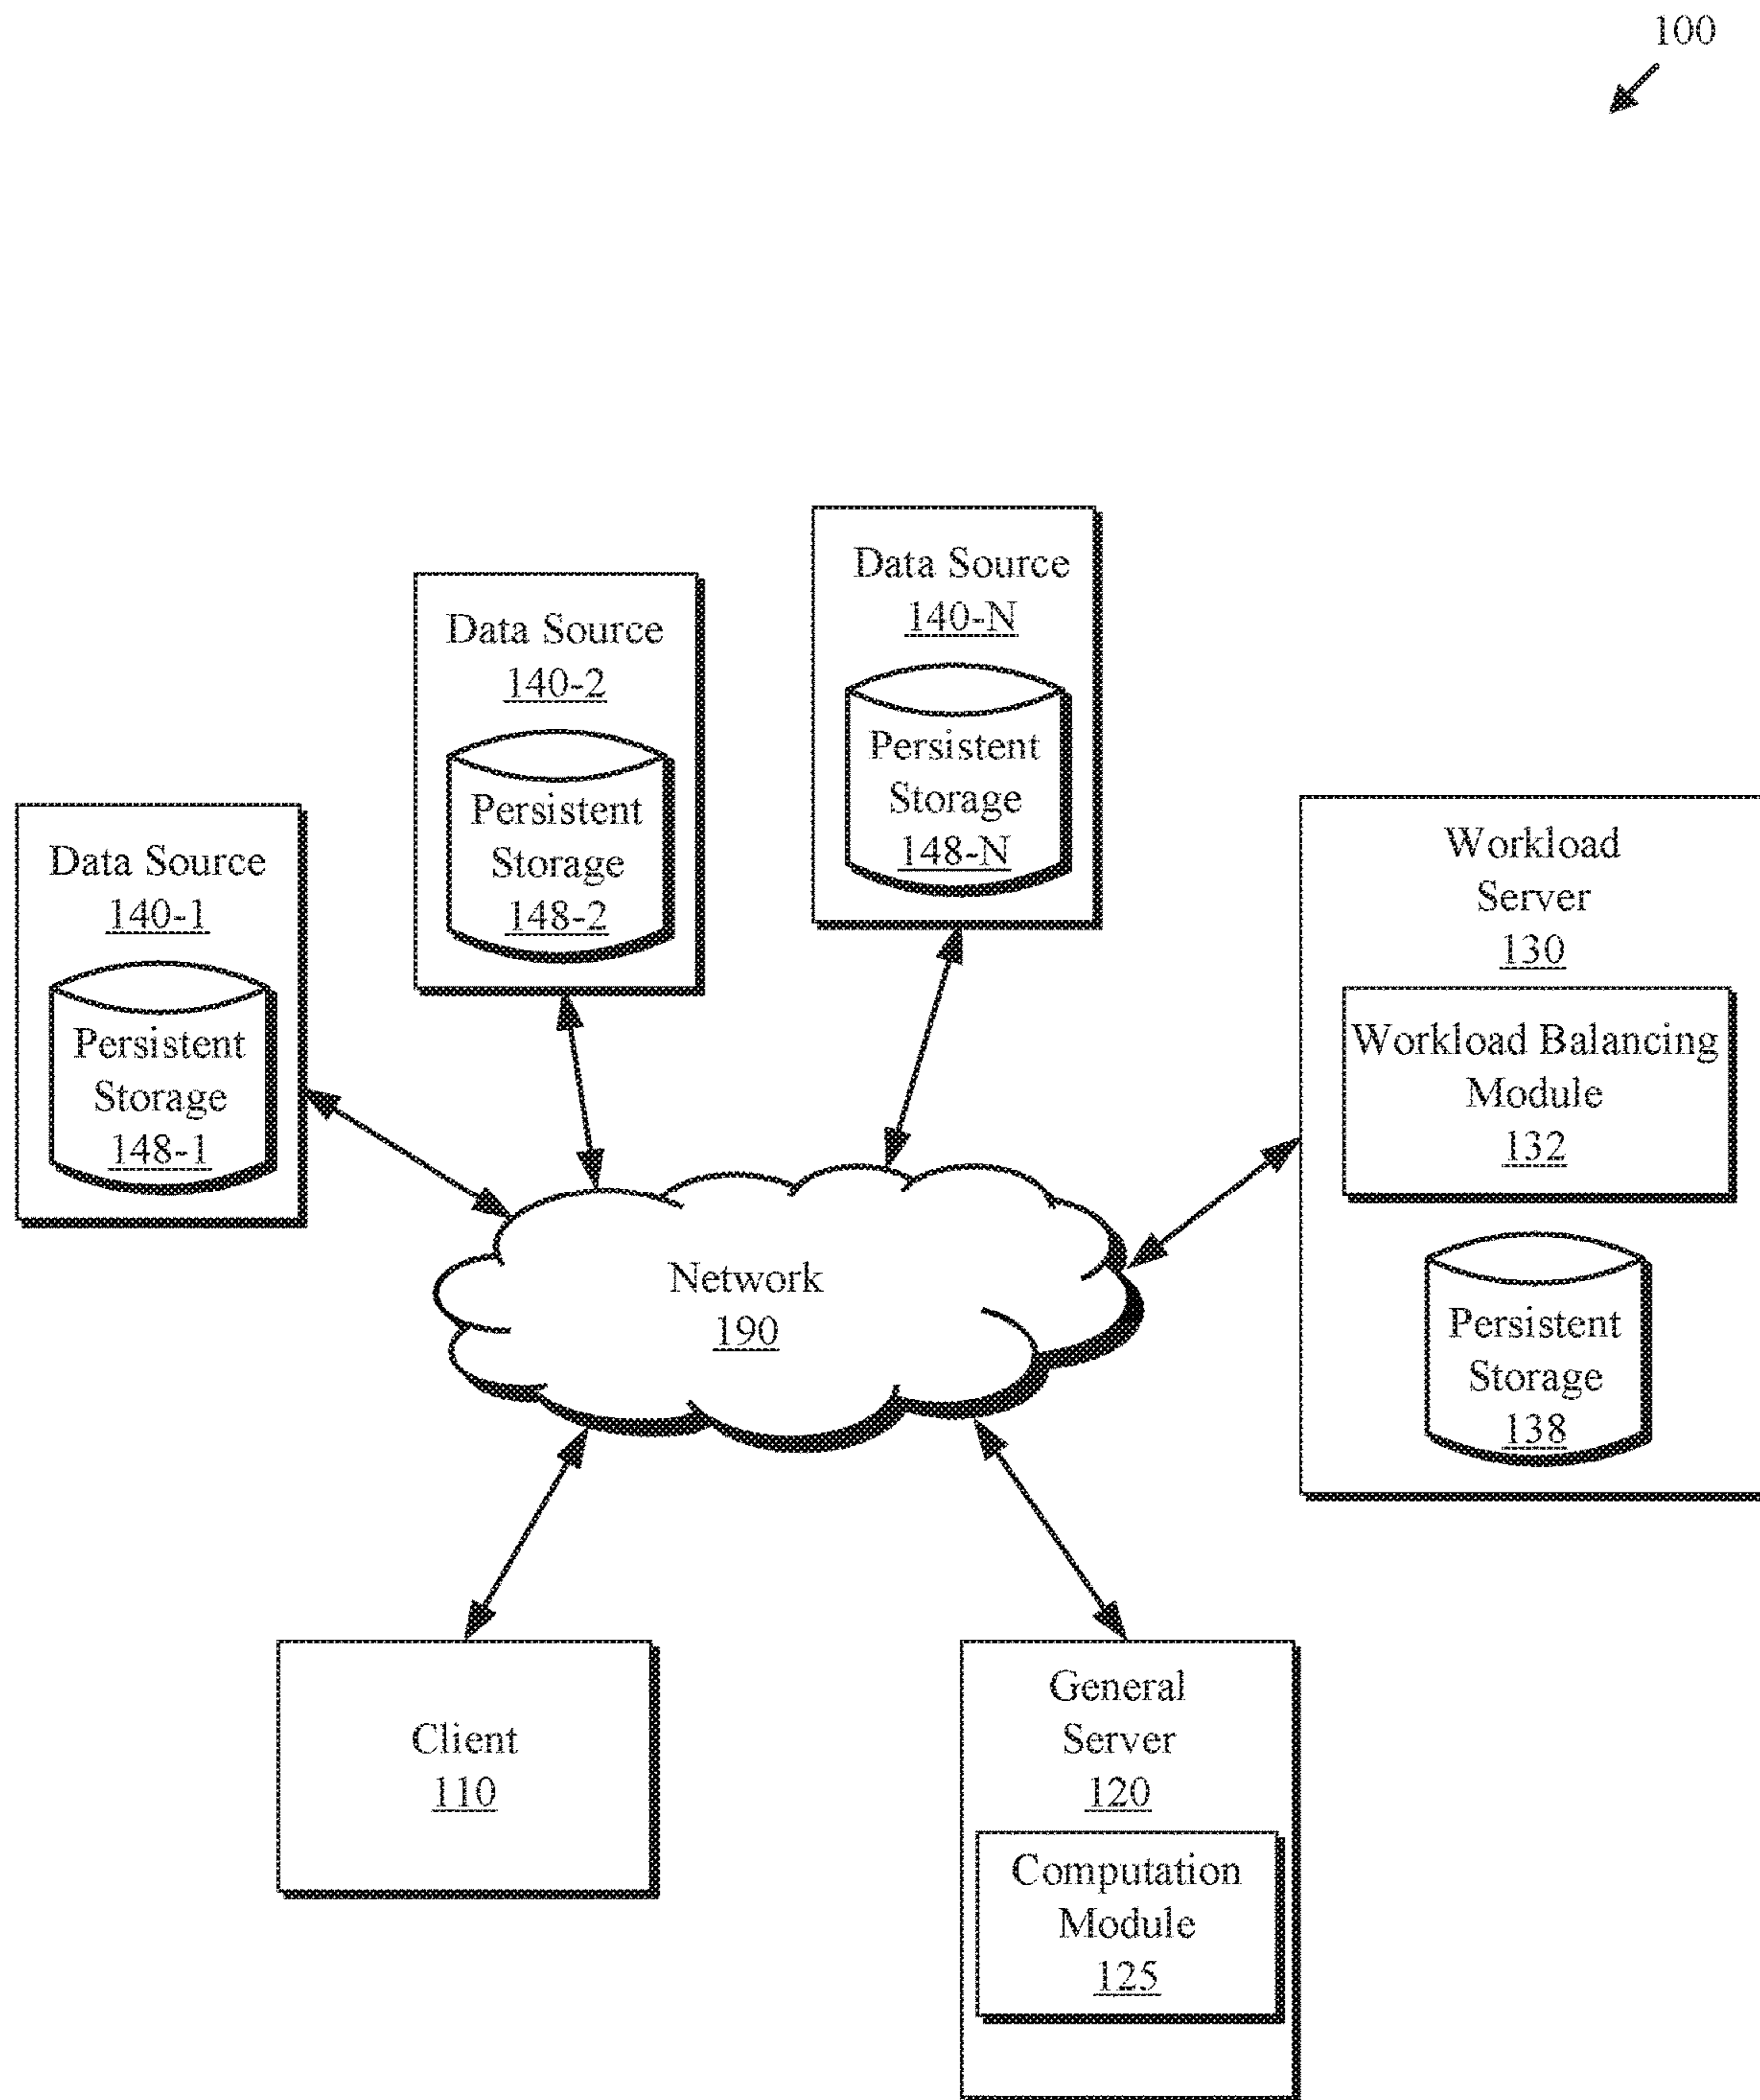 100
Data Source
140-N
Persistent
Storage
148-N
Data Source
140-2
Persistent
Storage
148-2
Data Source
140-1
Persistent
Storage
148-1
Workload
Server
130
Workload Balancing
Module
132
Persistent
Storage
138
Network
190
Client
110
General
Server
120
Computation
Module
125